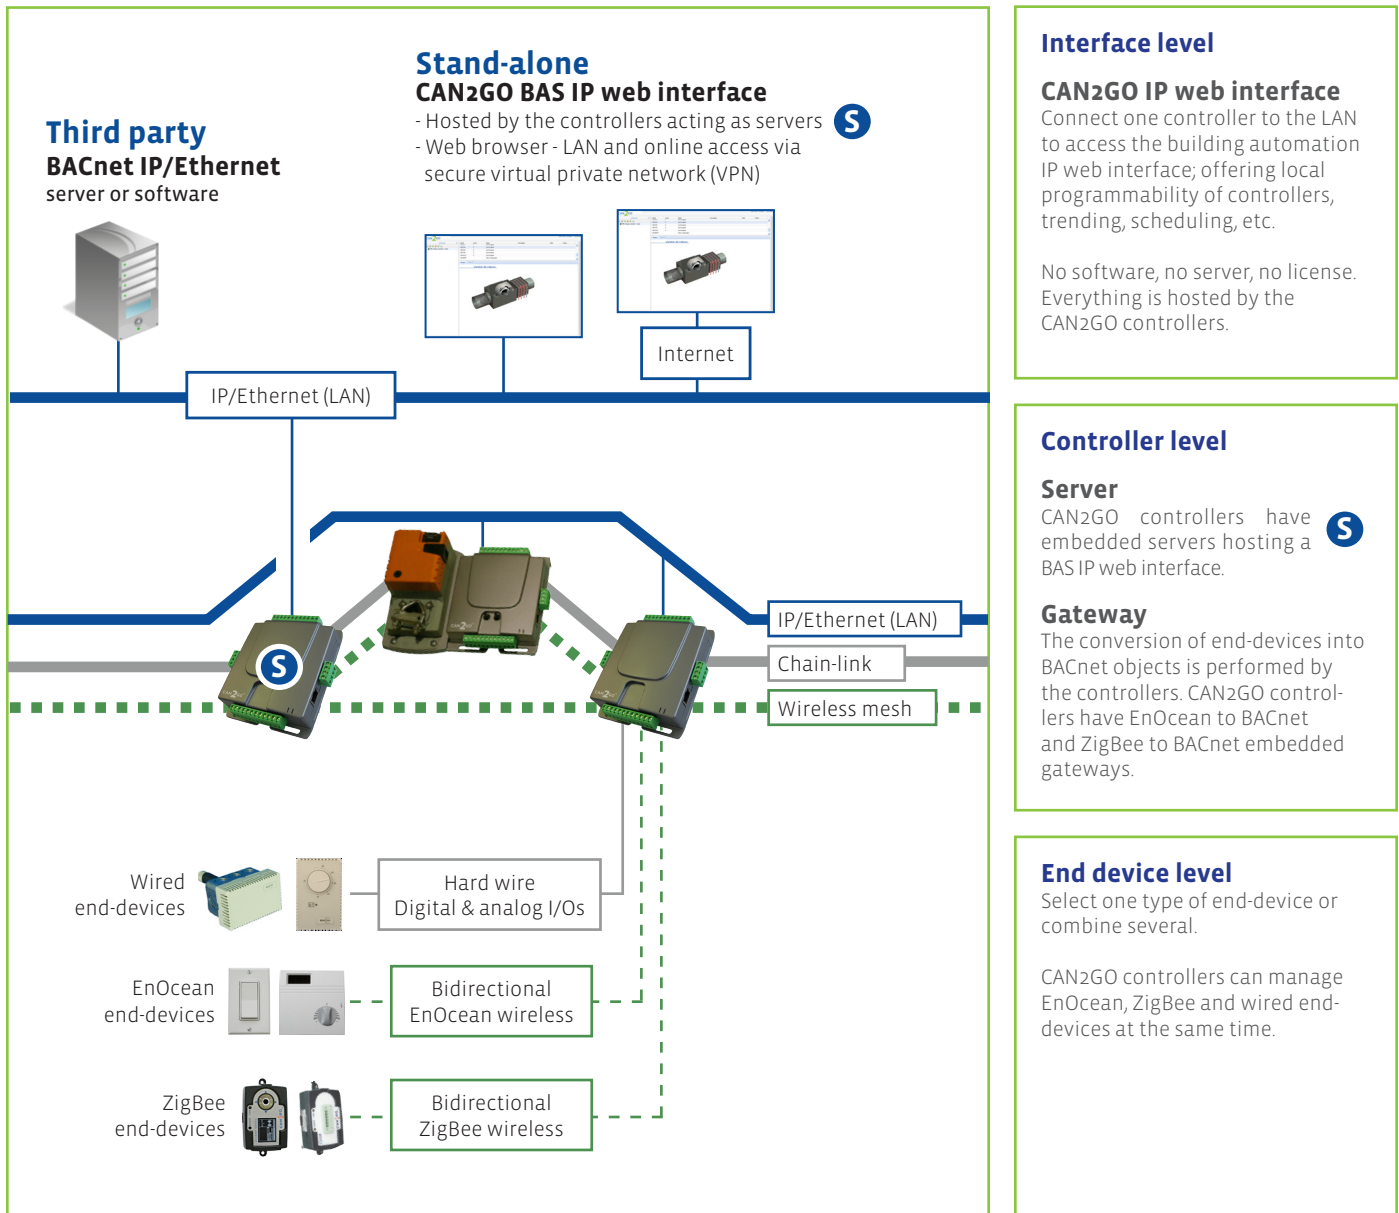 Third party
BACnet IP/Ethernet
server or software
Stand-alone
CAN2GO BAS IP web interface
- Hosted by the controllers acting as servers S
- Web browser - LAN and online access via
secure virtual private network (VPN)
Internet
IP/Ethernet (LAN)
S
IP/Ethernet (LAN)
Chain-link
Wireless mesh
Wired
end-devices
Hard wire
Digital & analog I/Os
EnOcean
end-devices
Bidirectional
EnOcean wireless
ZigBee
end-devices
Bidirectional
ZigBee wireless
Interface level
CAN2GO IP web interface
Connect one controller to the LAN
to access the building automation
IP web interface; offering local
programmability of controllers,
trending, scheduling, etc.
No software, no server, no license.
Everything is hosted by the
CAN2GO controllers.
Controller level
Server
CAN2GO controllers have
embedded servers hosting a
BAS IP web interface.
S
Gateway
The conversion of end-devices into
BACnet objects is performed by
the controllers. CAN2GO control-
lers have EnOcean to BACnet
and ZigBee to BACnet embedded
gateways.
End device level
Select one type of end-device or
combine several.
CAN2GO controllers can manage
EnOcean, ZigBee and wired end-
devices at the same time.